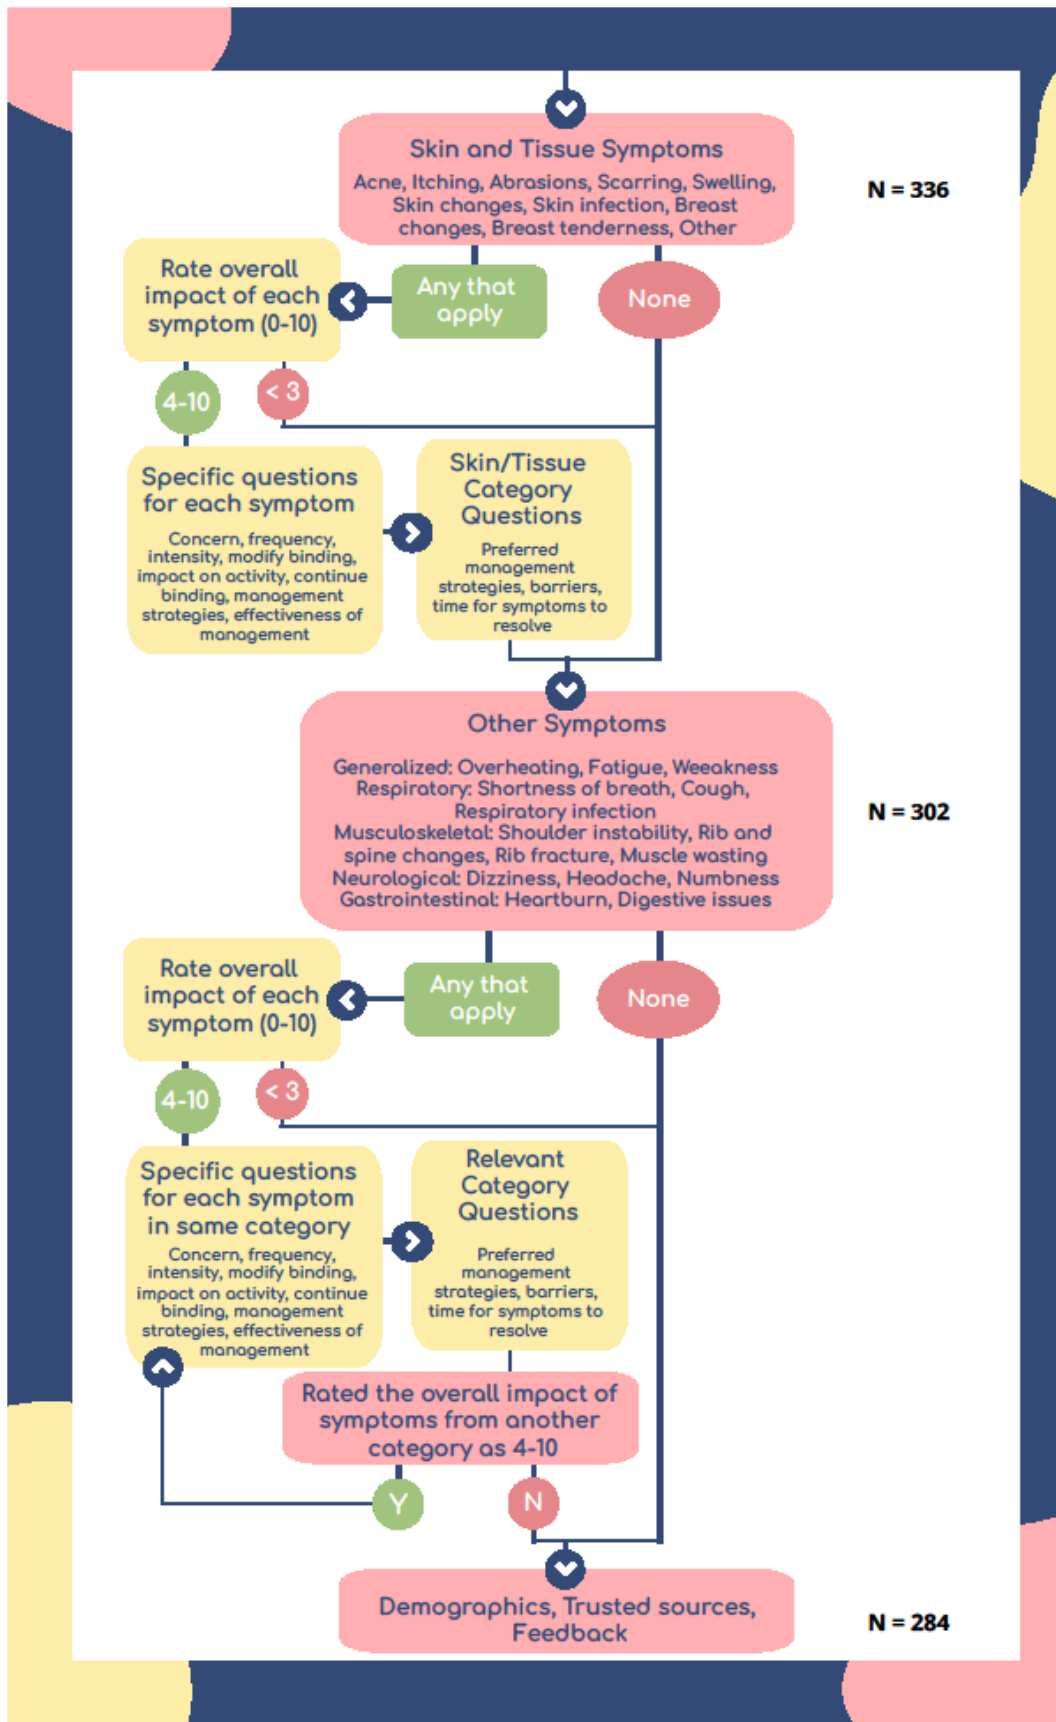 Skin and Tissue Symptoms
Acne, Itching, Abrasions, Scarring, Swelling,
Skin changes, Skin infection, Breast
changes, Breast tenderness, Other
N = 336
Rate overall
impact of each
symptom (0-10)
Any that
apply
None
4-10
< 3
Specific questions
for each symptom
Concern, frequency,
intensity, modify binding,
impact on activity, continue
binding, management
strategies, effectiveness of
management
Skin/Tissue
Category
Questions
Preferred
management
strategies, barriers,
time for symptoms to
resolve
Other Symptoms
Generalized: Overheating, Fatigue, Weeakness
Respiratory: Shortness of breath, Cough,
Respiratory infection
Musculoskeletal: Shoulder instability, Rib and
spine changes, Rib fracture, Muscle wasting
Neurological: Dizziness, Headache, Numbness
Gastrointestinal: Heartburn, Digestive issues
N = 302
Rate overall
impact of each
symptom (0-10)
Any that
apply
None
4-10
< 3
Specific questions
for each symptom
in same category
Concern, frequency,
intensity, modify binding,
impact on activity, continue
binding, management
strategies, effectiveness of
management
Relevant
Category
Questions
Preferred
management
strategies, barriers,
time for symptoms to
resolve
Rated the overall impact of
symptoms from another
category as 4-10
Y
N
Demographics, Trusted sources,
Feedback
N = 284